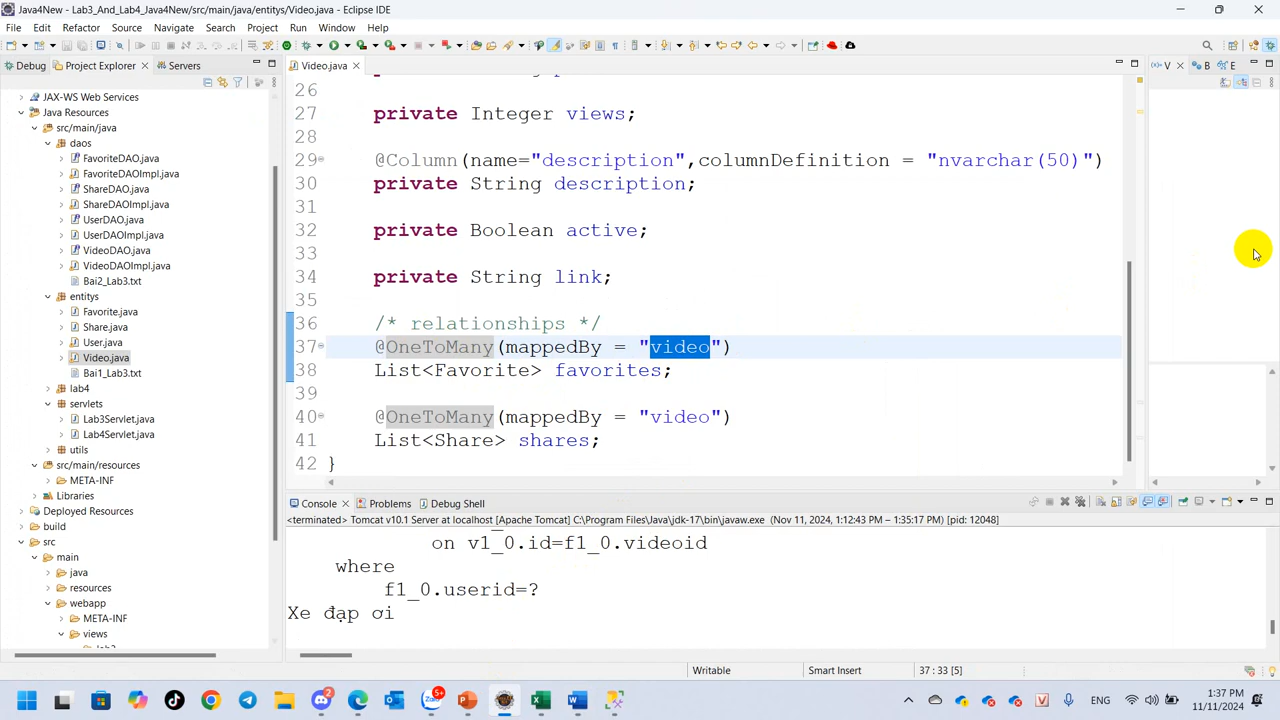 Java4New - Lab3_And_Lab4_Java4New/src/main/java/entitys/Video.java - Eclipse IDE
File Edit Refactor Source Navigate Search Project Run Window Help
Debug Project Explorer Servers
JAX-WS Web Services
Java Resources
src/main/java
daos
FavoriteDAO.java
FavoriteDAOImpl.java
ShareDAO.java
ShareDAOImpl.java
UserDAO.java
UserDAOImpl.java
VideoDAO.java
VideoDAOImpl.java
Bai2_Lab3.txt
entitys
Favorite.java
Share.java
User.java
Video.java
Bai1_Lab3.txt
lab4
servlets
Lab3Servlet.java
Lab4Servlet.java
utils
src/main/resources
META-INF
Libraries
Deployed Resources
build
src
main
java
resources
webapp
META-INF
views
Video.java
26
27 private Integer views;
28
29 @Column(name="description",columnDefinition = "nvarchar(50)")
30 private String description;
31
32 private Boolean active;
33
34 private String link;
35
36 /* relationships */
37 @OneToMany(mappedBy = "video")
38 List<Favorite> favorites;
39
40 @OneToMany(mappedBy = "video")
41 List<Share> shares;
42 }
V B E
Console Problems Debug Shell
<terminated> Tomcat v10.1 Server at localhost [Apache Tomcat] C:\Program Files\Java\jdk-17\bin\javaw.exe (Nov 11, 2024, 1:12:43 PM – 1:35:17 PM) [pid: 12048]
on v1_0.id=f1_0.videoid
where
f1_0.userid=?
Xe đạp ơi
Writable Smart Insert 37 : 33 [5]
2 5+ ENG 1:37 PM
11/11/2024